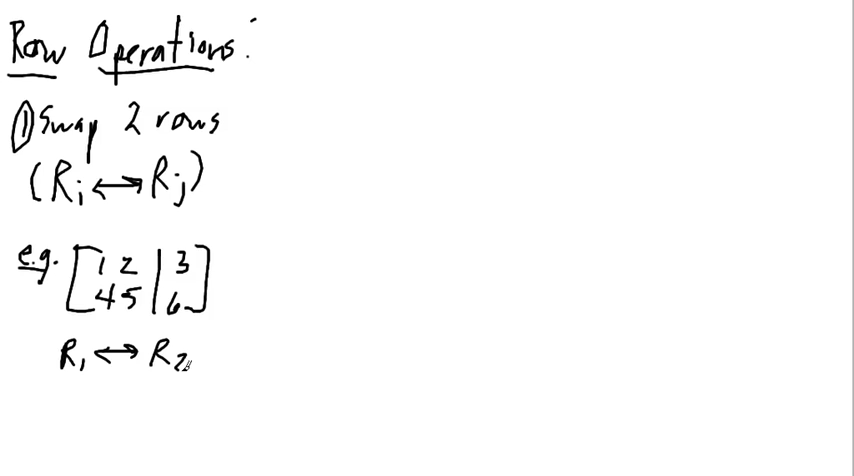 Row Operations:
① Swap 2 rows
(Ri ↔ Rj)
e.g. [1 2 | 3]
[4 5 | 6]
R1 ↔ R2